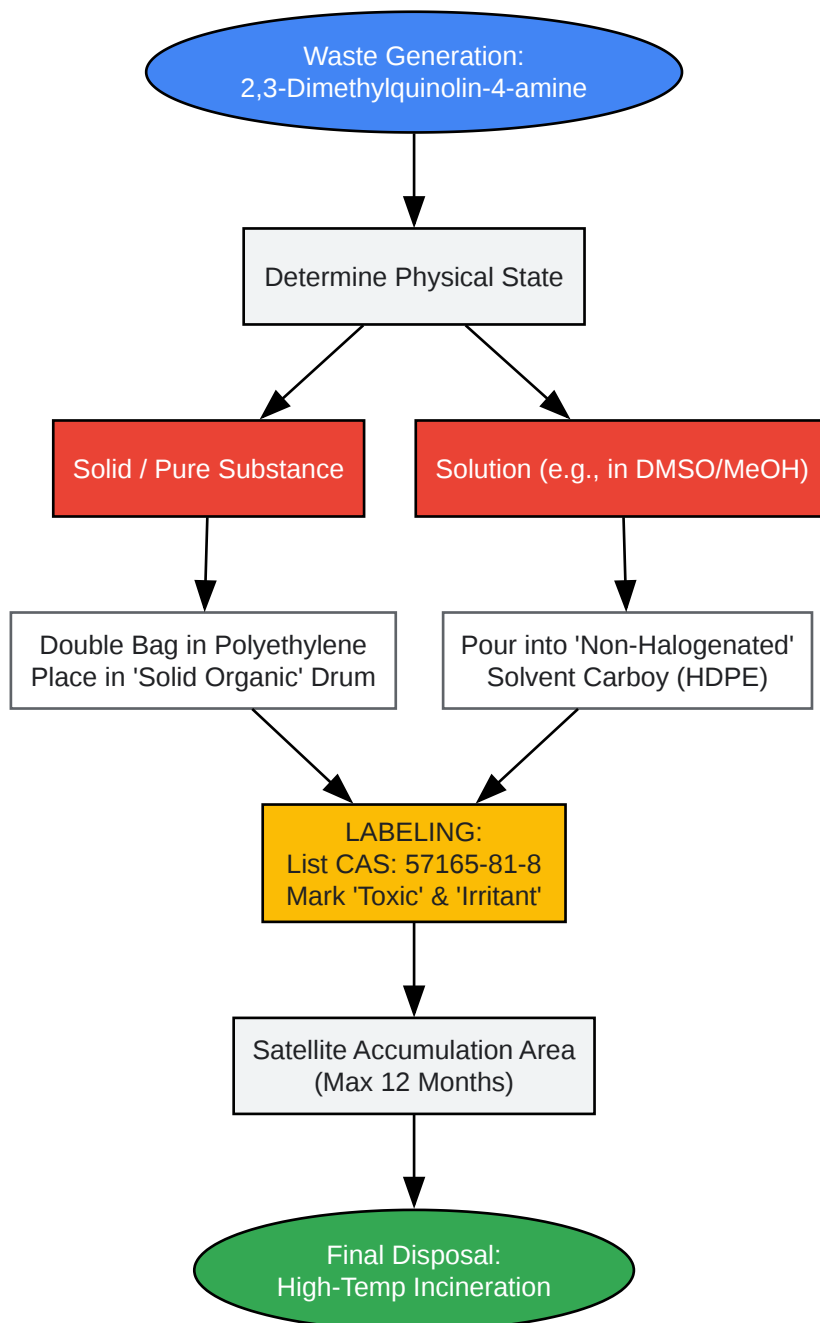 Waste Generation:
2,3-Dimethylquinolin-4-amine
Determine Physical State
Solid / Pure Substance
Solution (e.g., in DMSO/MeOH)
Double Bag in Polyethylene
Place in 'Solid Organic' Drum
Pour into 'Non-Halogenated'
Solvent Carboy (HDPE)
LABELING:
List CAS: 57165-81-8
Mark 'Toxic' & 'Irritant'
Satellite Accumulation Area
(Max 12 Months)
Final Disposal:
High-Temp Incineration